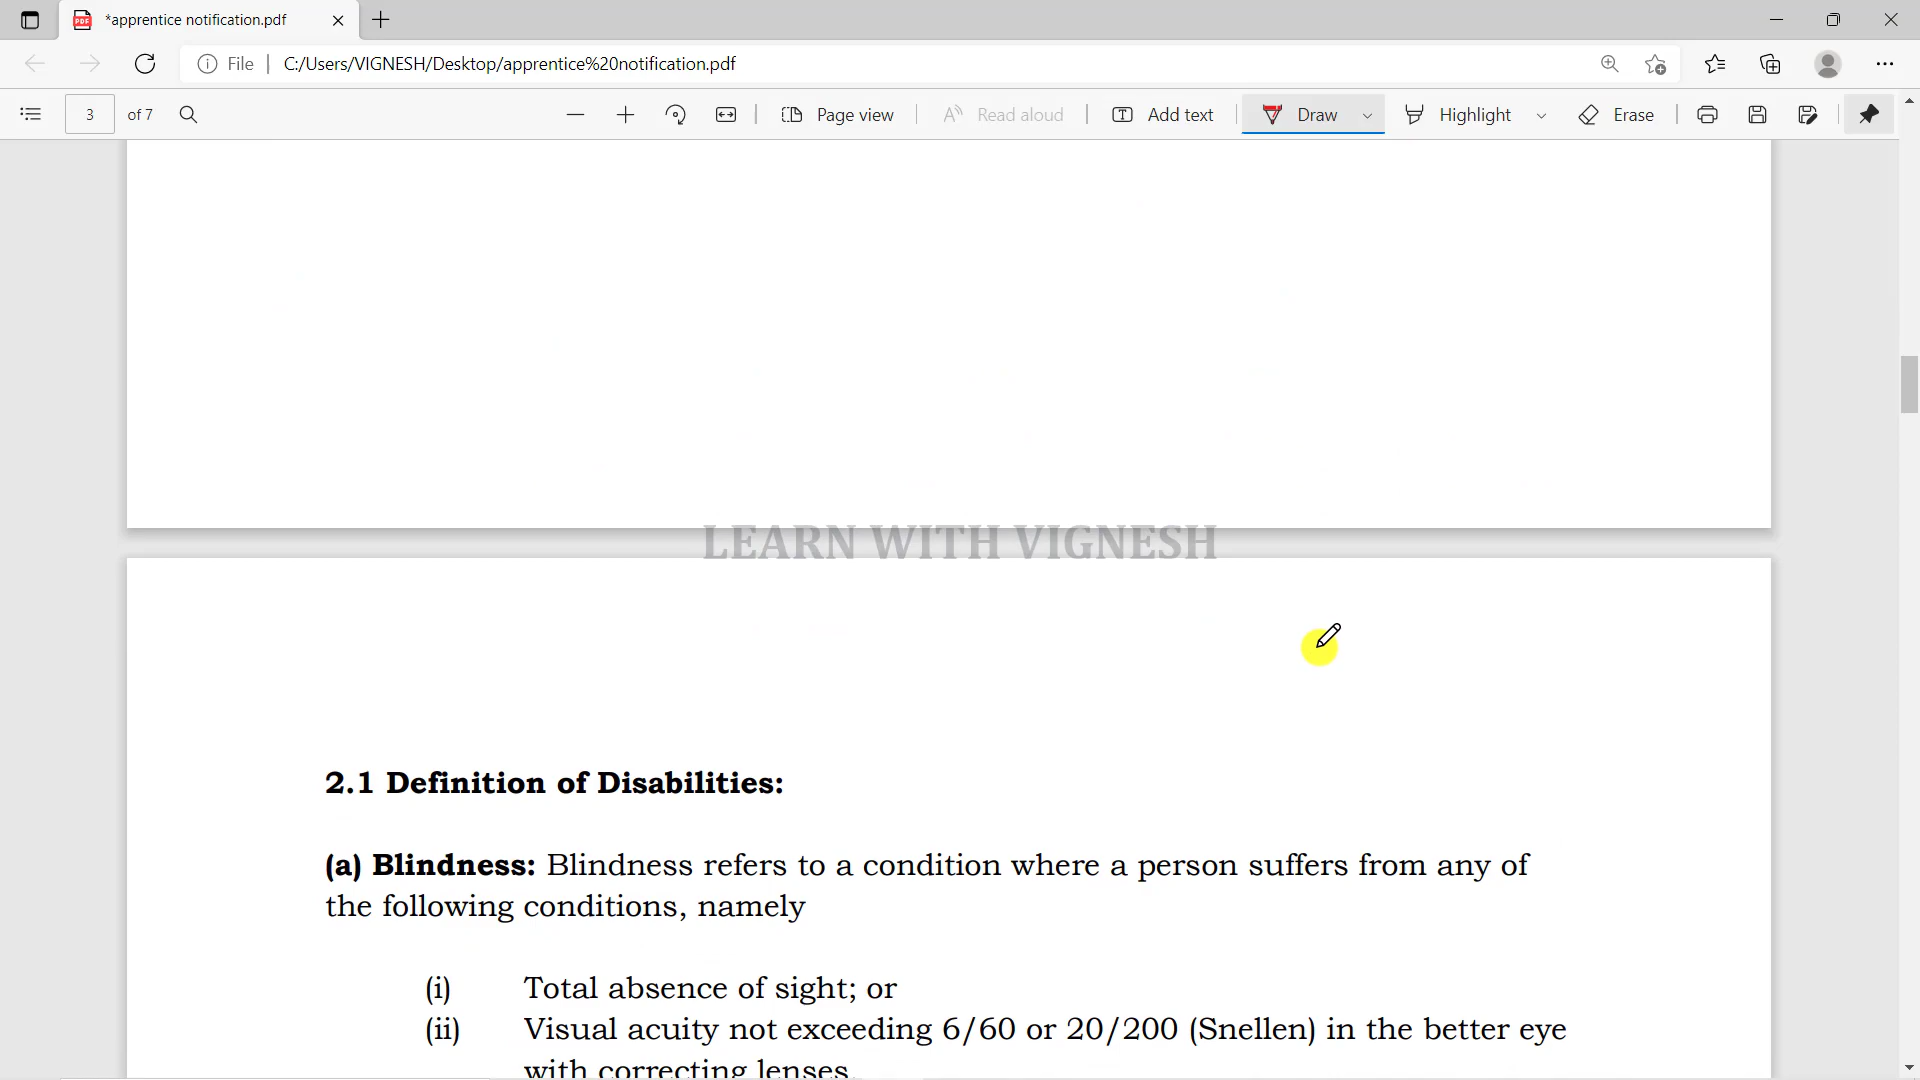 *apprentice notification.pdf
File
C:/Users/VIGNESH/Desktop/apprentice%20notification.pdf
3 of 7
Page view
Read aloud
Add text
Draw
Highlight
Erase
LEARN WITH VIGNESH
2.1 Definition of Disabilities:
(a) Blindness: Blindness refers to a condition where a person suffers from any of
the following conditions, namely
(i) Total absence of sight; or
(ii) Visual acuity not exceeding 6/60 or 20/200 (Snellen) in the better eye
with correcting lenses.